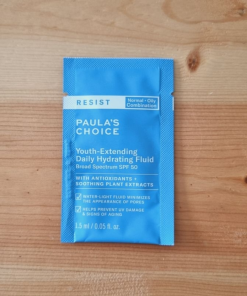 RESIST
Normal - Oily
Combination
PAULA'S
CHOICE
Youth-Extending
Daily Hydrating Fluid
Broad Spectrum SPF 50
WITH ANTIOXIDANTS +
SOOTHING PLANT EXTRACTS
WATER-LIGHT FLUID MINIMIZES
THE APPEARANCE OF PORES
HELPS PREVENT UV DAMAGE
& SIGNS OF AGING
1.5 ml / 0.05 fl. oz.